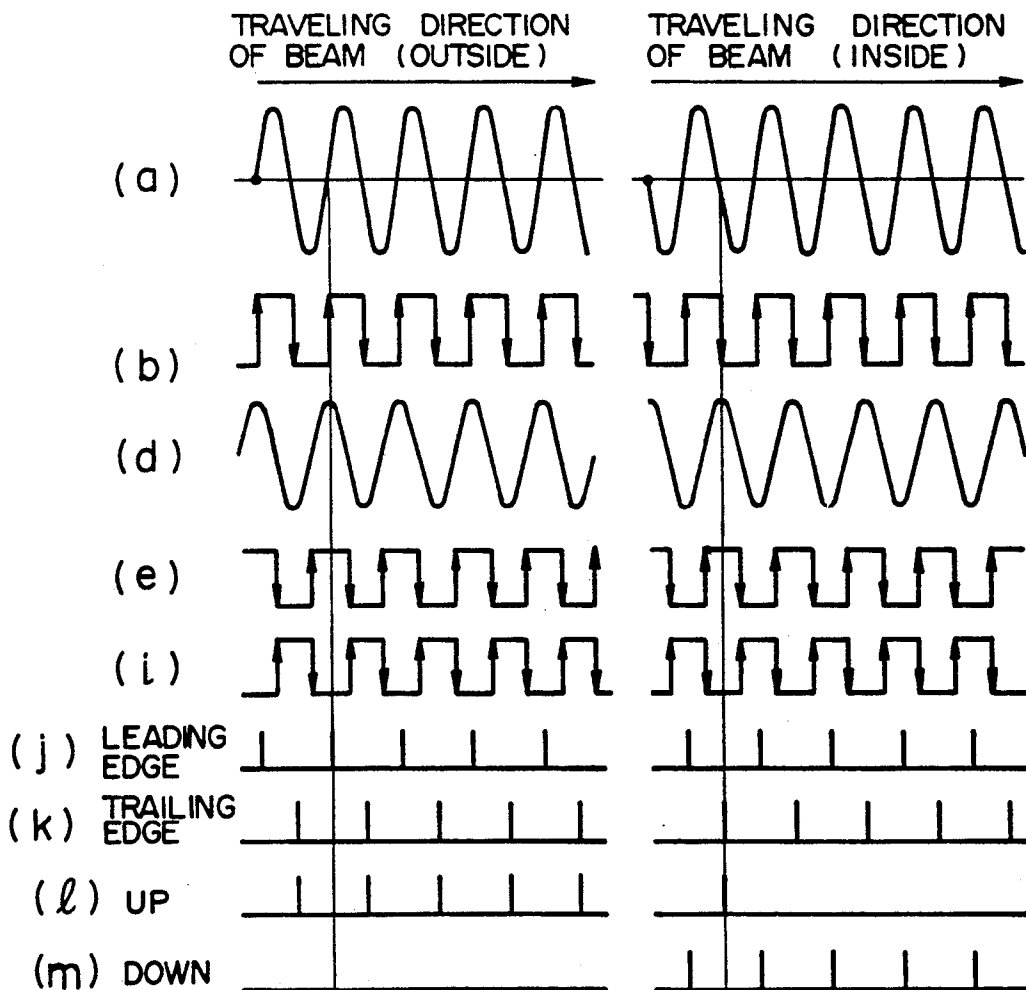 TRAVELING DIRECTION
OF BEAM (OUTSIDE)
TRAVELING DIRECTION
OF BEAM (INSIDE)
(a)
(b)
(d)
(e)
(i)
(j) LEADING
EDGE
(k) TRAILING
EDGE
(ℓ) UP
(m) DOWN